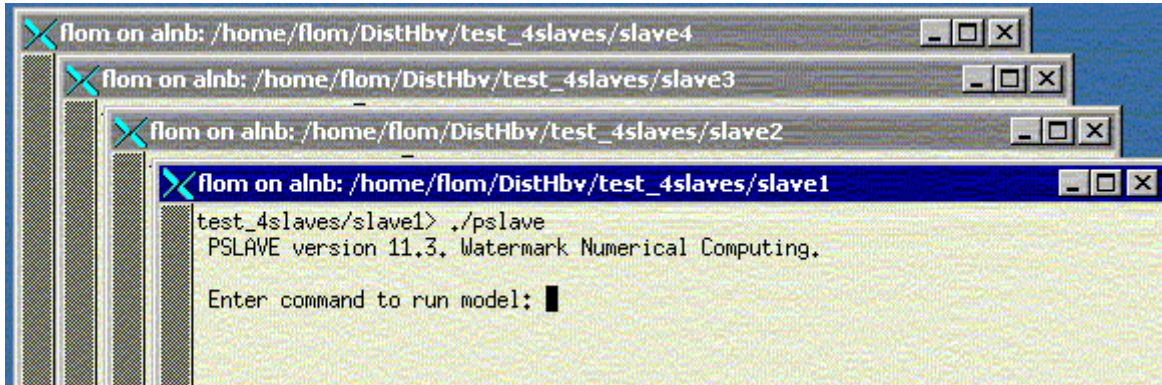 flom on alnb: /home/flom/DistHbv/test_4slaves/slave4
flom on alnb: /home/flom/DistHbv/test_4slaves/slave3
flom on alnb: /home/flom/DistHbv/test_4slaves/slave2
flom on alnb: /home/flom/DistHbv/test_4slaves/slave1
test_4slaves/slave1> ./pslave
PSLAVE version 11.3. Watermark Numerical Computing.
Enter command to run model: